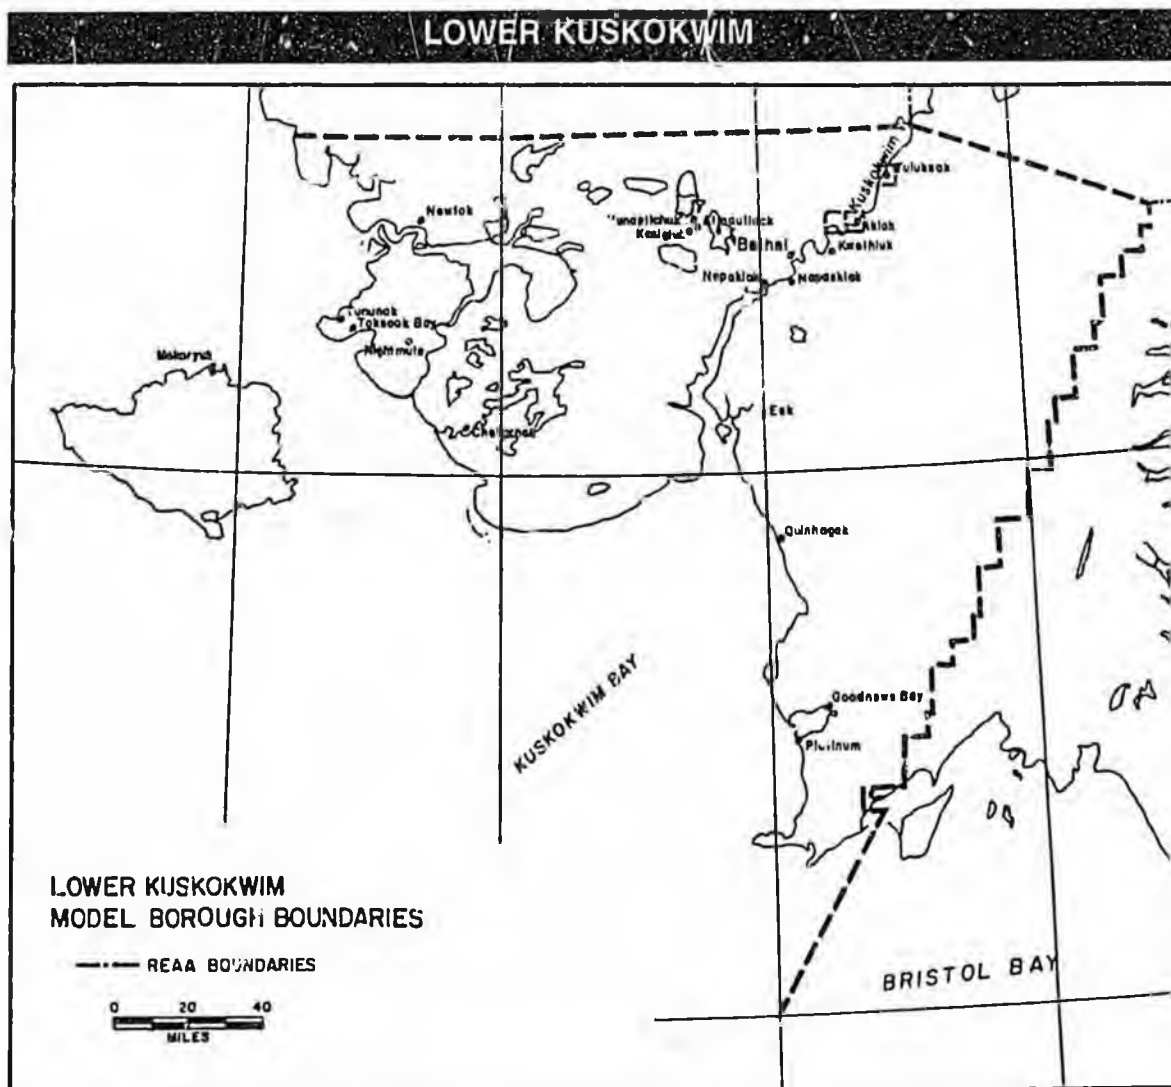 LOWER KUSKOKWIM
KUSKOKWIM
Tuluksak
Newtok
Kasigluk
Bethel
Akiak
Kwethluk
Napakiak
Napaskiak
Tununak
Toksook Bay
Nightmute
Mekoryuk
Eek
Chefornak
Quinhagak
KUSKOKWIM BAY
Goodnews Bay
Platinum
LOWER KUSKOKWIM
MODEL BOROUGH BOUNDARIES
REAA BOUNDARIES
0 20 40
MILES
BRISTOL BAY